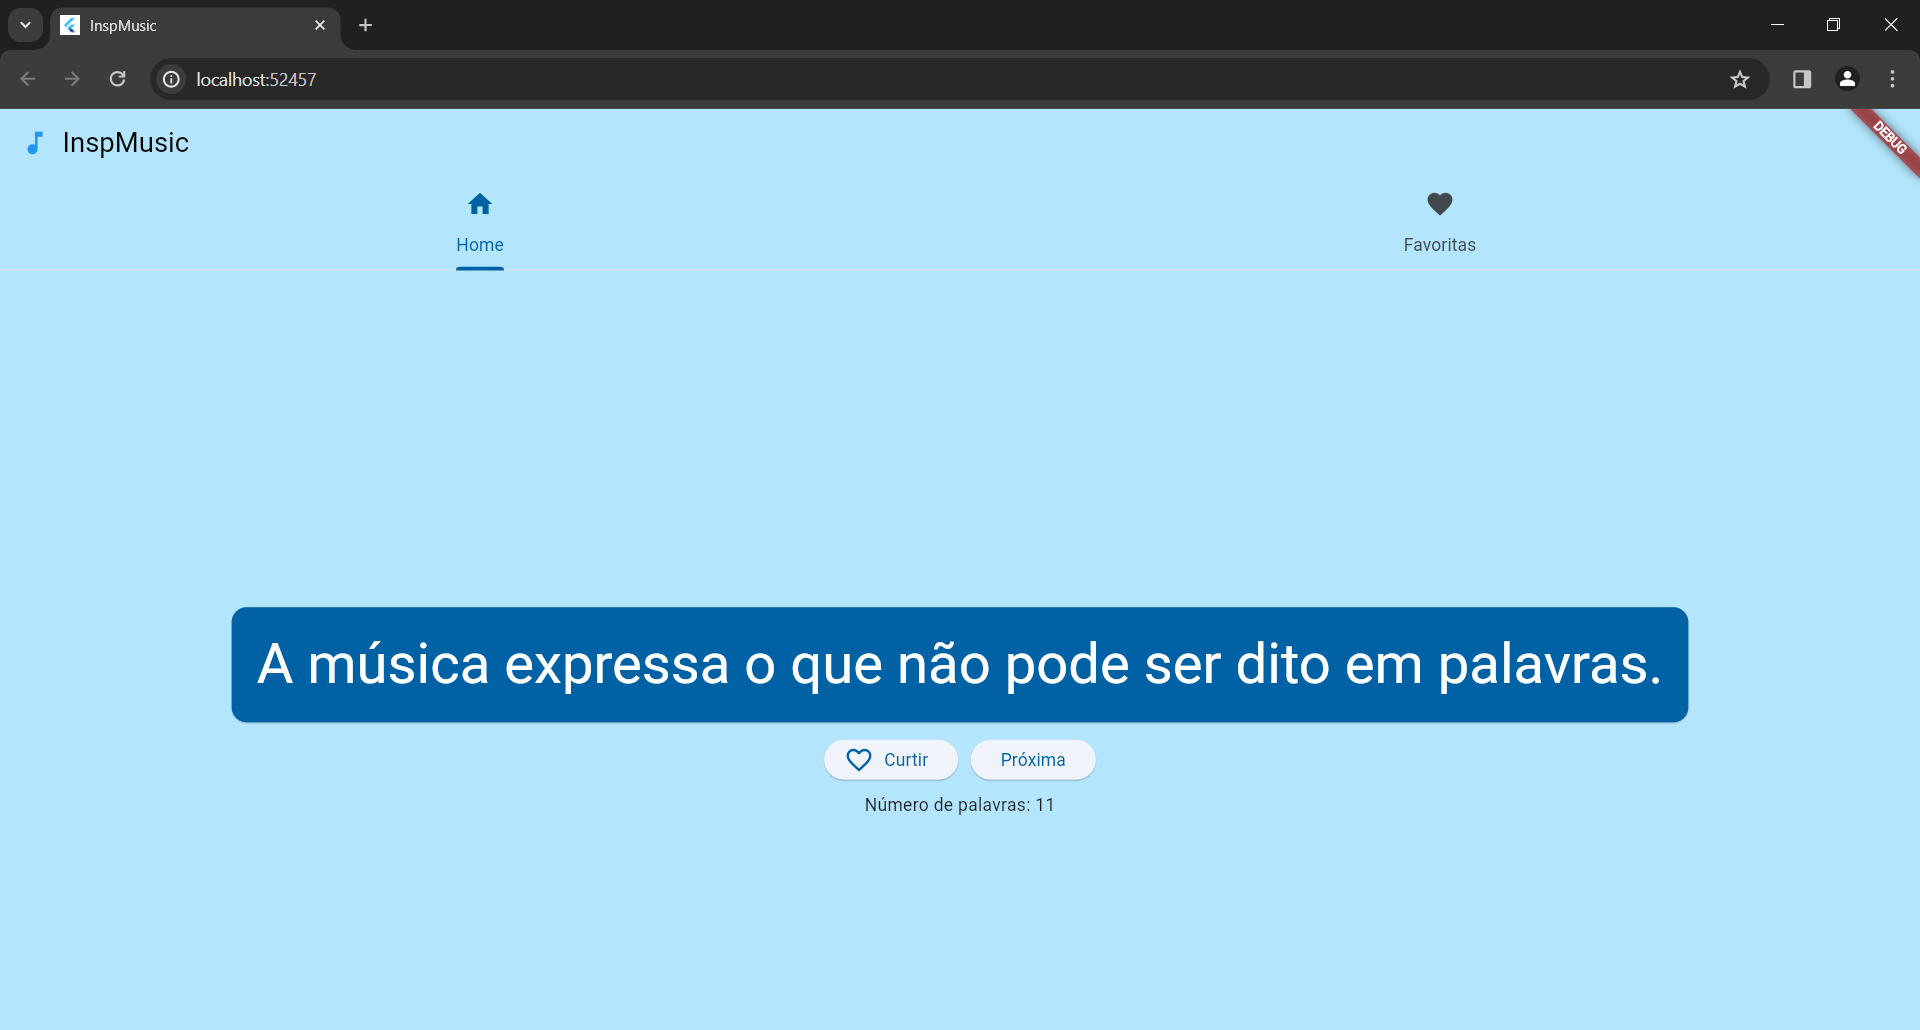 InspMusic
localhost:52457
InspMusic
DEBUG
Home
Favoritas
A música expressa o que não pode ser dito em palavras.
Curtir
Próxima
Número de palavras: 11